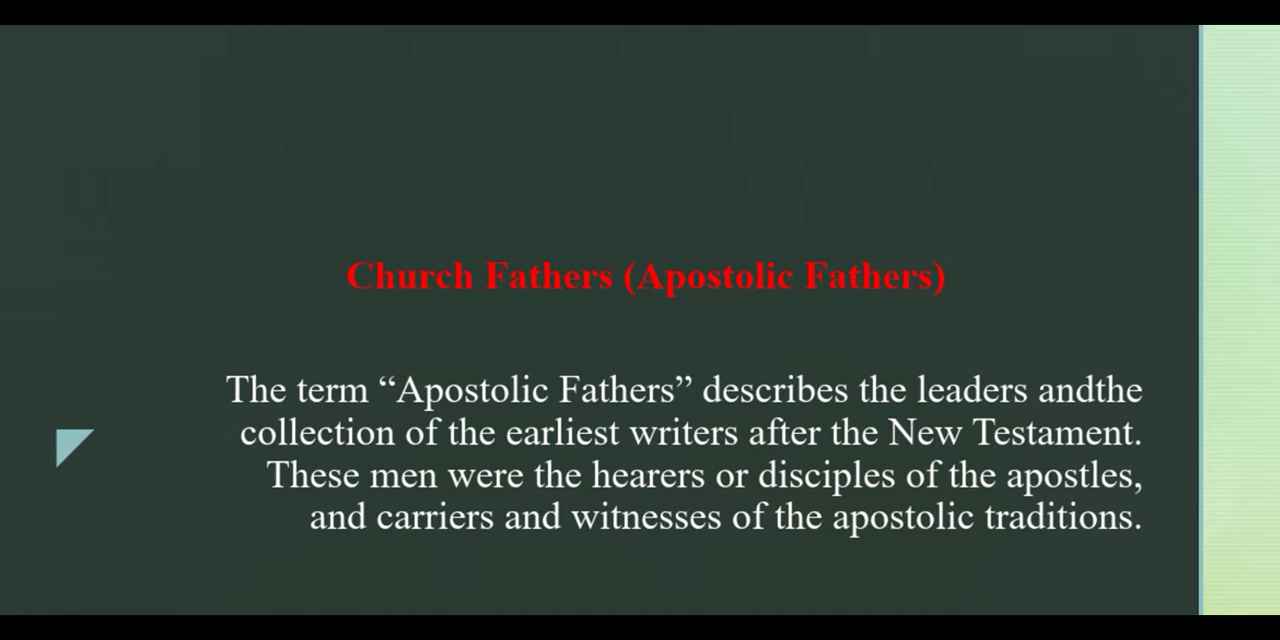 Church Fathers (Apostolic Fathers)
The term “Apostolic Fathers” describes the leaders andthe
collection of the earliest writers after the New Testament.
These men were the hearers or disciples of the apostles,
and carriers and witnesses of the apostolic traditions.